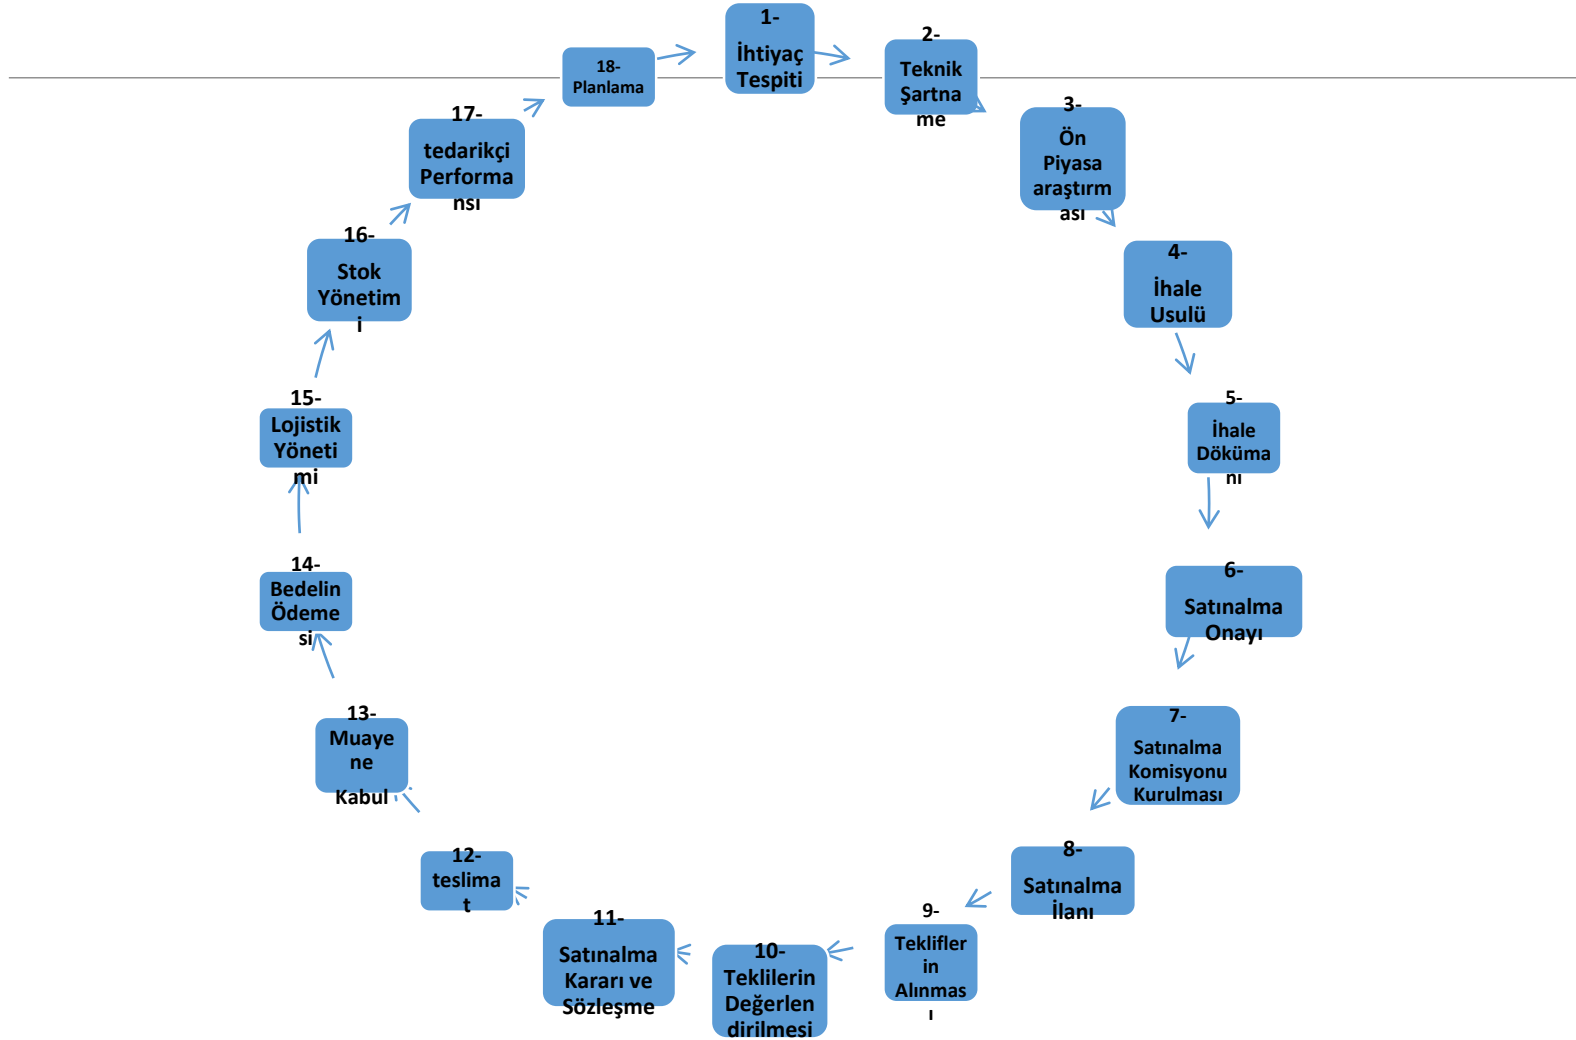 1-
İhtiyaç
Tespiti
2-
Teknik
Şartna
me
3-
Ön
Piyasa
araştırm
ası
4-
İhale
Usulü
5-
İhale
Döküma
nı
6-
Satınalma
Onayı
7-
Satınalma
Komisyonu
Kurulması
8-
Satınalma
İlanı
9-
Teklifler
in
Alınmas
ı
10-
Teklilerin
Değerlen
dirilmesi
11-
Satınalma
Kararı ve
Sözleşme
12-
teslima
t
13-
Muaye
ne
Kabul
14-
Bedelin
Ödeme
si
15-
Lojistik
Yöneti
mi
16-
Stok
Yönetim
i
17-
tedarikçi
Performa
nsı
18-
Planlama